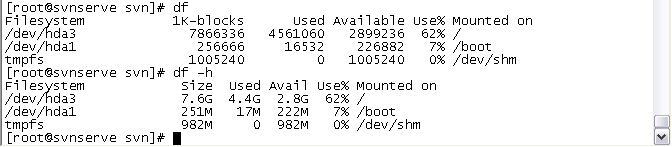 [root@svnserve svn]# df
Filesystem 1K-blocks Used Available Use% Mounted on
/dev/hda3 7866336 4561060 2899236 62% /
/dev/hda1 256666 16532 226882 7% /boot
tmpfs 1005240 0 1005240 0% /dev/shm
[root@svnserve svn]# df -h
Filesystem Size Used Avail Use% Mounted on
/dev/hda3 7.6G 4.4G 2.8G 62% /
/dev/hda1 251M 17M 222M 7% /boot
tmpfs 982M 0 982M 0% /dev/shm
[root@svnserve svn]#